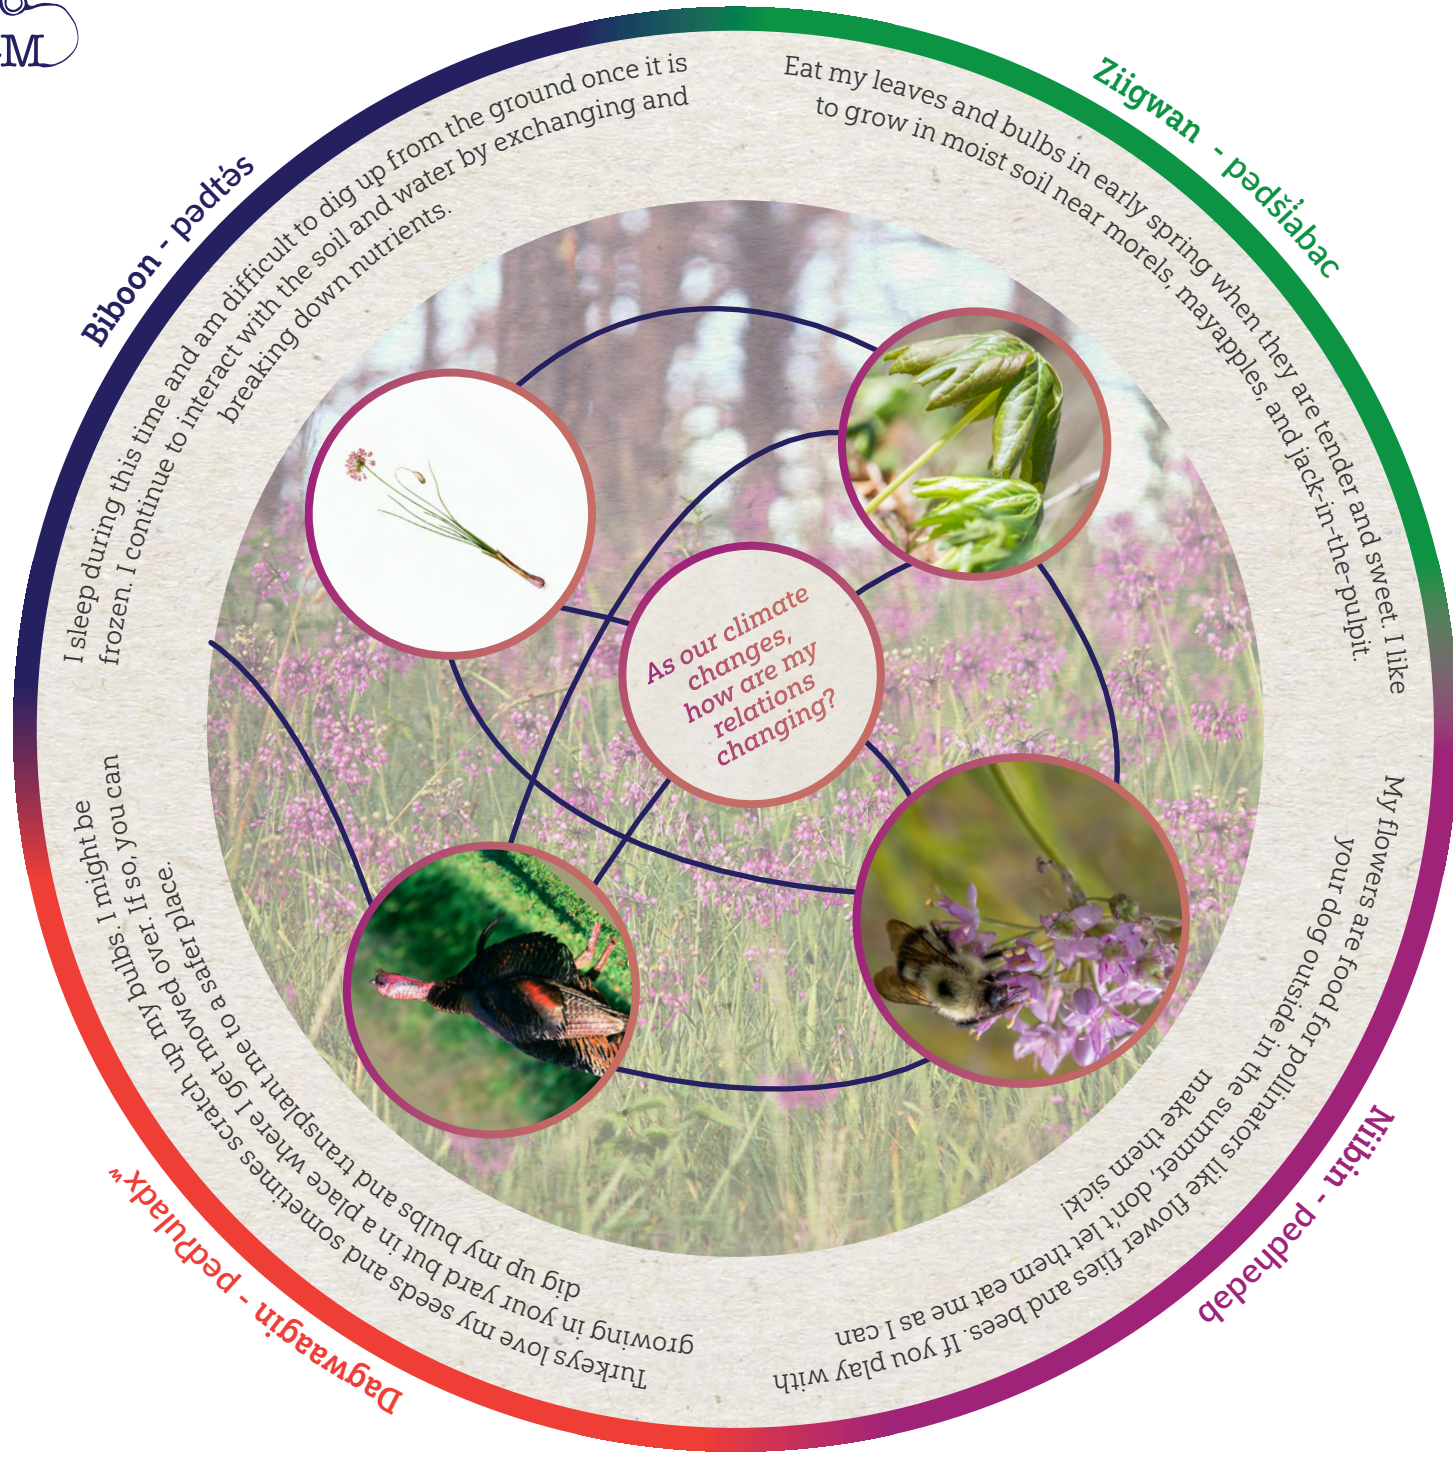 M
Biboon - pədt̓əs
I sleep during this time and am difficult to dig up from the ground once it is
frozen. I continue to interact with the soil and water by exchanging and
breaking down nutrients.
Ziigwan - pədšƛ̓abac
Eat my leaves and bulbs in early spring when they are tender and sweet. I like
to grow in moist soil near morels, mayapples, and jack-in-the-pulpit.
Niibin - pədhədəb
My flowers are food for pollinators like flower flies and bees. If you play with
your dog outside in the summer, don't let them eat me as I can
make them sick!
Dagwaagin - pədʔuladxʷ
Turkeys love my seeds and sometimes scratch up my bulbs. I might be
growing in your yard but in a place where I get mowed over. If so, you can
dig up my bulbs and transplant me to a safer place.
As our climate
changes,
how are my
relations
changing?